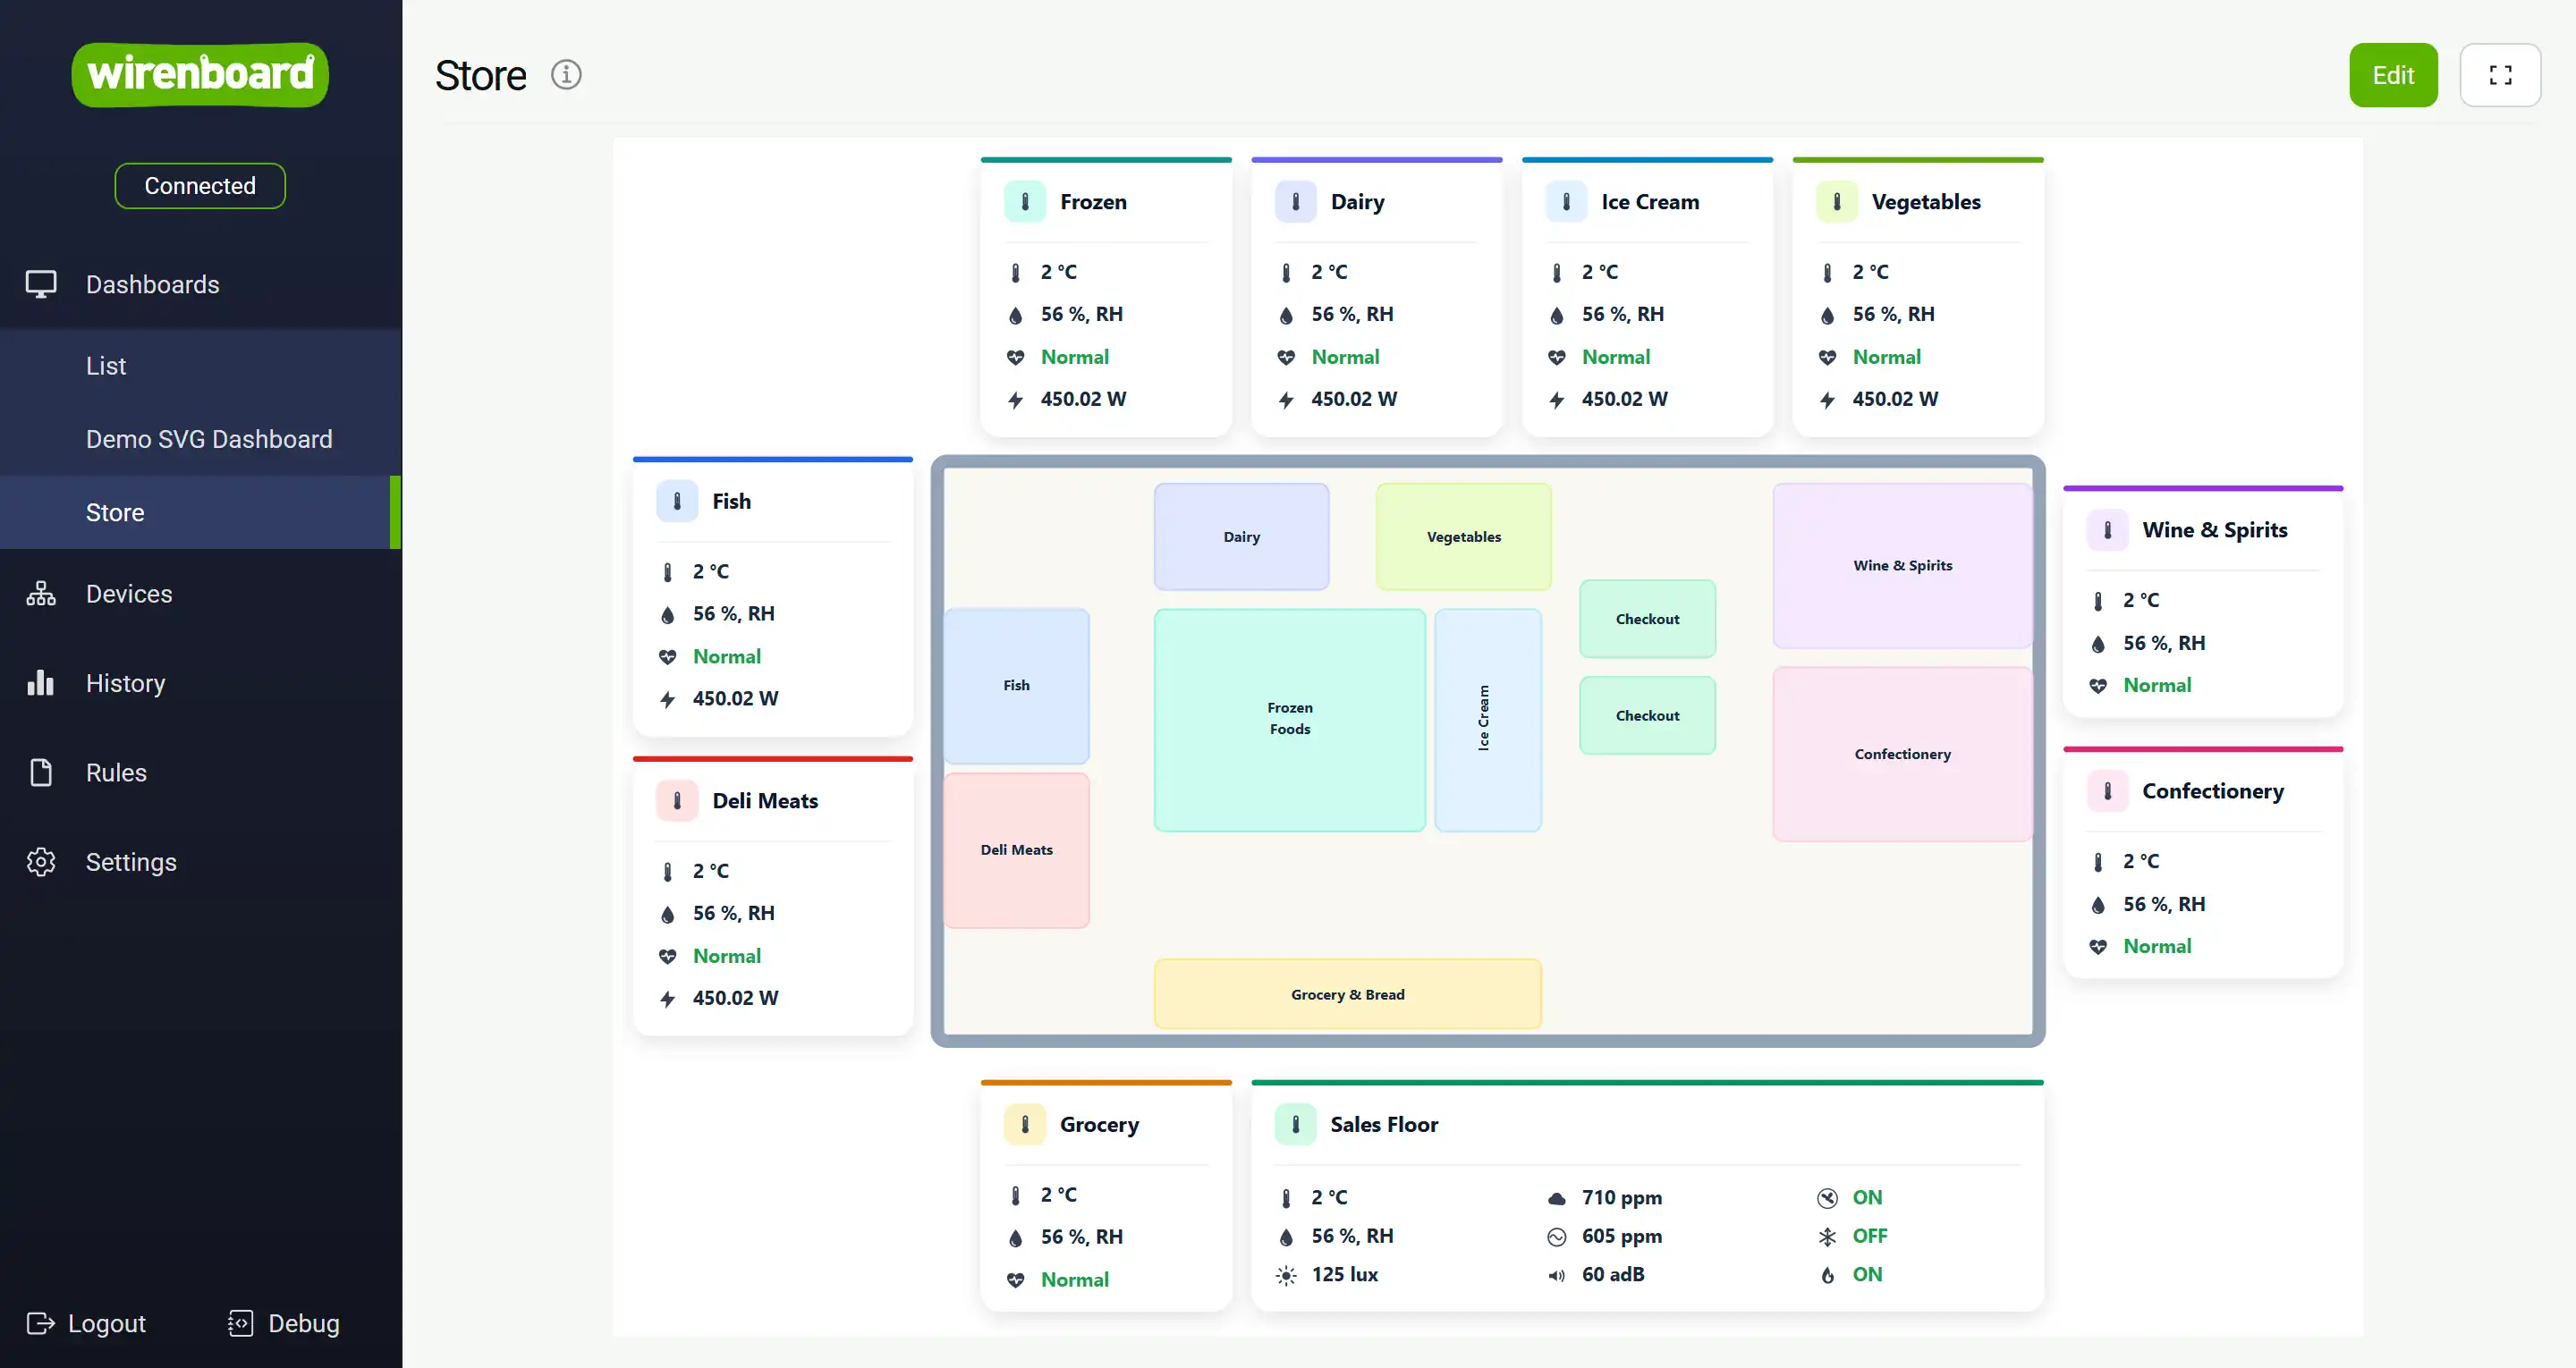 wirenboard
Connected
Dashboards
List
Demo SVG Dashboard
Store
Devices
History
Rules
Settings
Logout
Debug
Store
Edit
Frozen
2 °C
56 %, RH
Normal
450.02 W
Dairy
2 °C
56 %, RH
Normal
450.02 W
Ice Cream
2 °C
56 %, RH
Normal
450.02 W
Vegetables
2 °C
56 %, RH
Normal
450.02 W
Fish
2 °C
56 %, RH
Normal
450.02 W
Deli Meats
2 °C
56 %, RH
Normal
450.02 W
Dairy
Vegetables
Wine & Spirits
Checkout
Fish
Frozen
Foods
Ice Cream
Checkout
Confectionery
Deli Meats
Grocery & Bread
Wine & Spirits
2 °C
56 %, RH
Normal
Confectionery
2 °C
56 %, RH
Normal
Grocery
2 °C
56 %, RH
Normal
Sales Floor
2 °C
710 ppm
ON
56 %, RH
605 ppm
OFF
125 lux
60 adB
ON